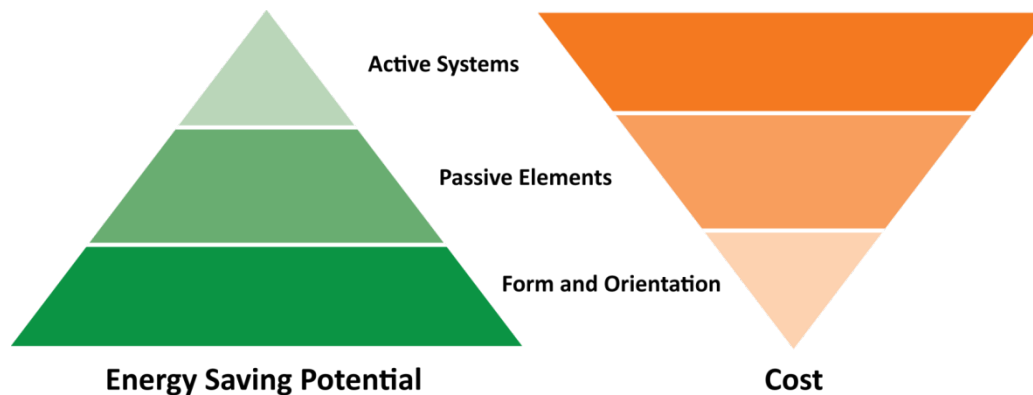 Active Systems
Passive Elements
Form and Orientation
Energy Saving Potential
Cost